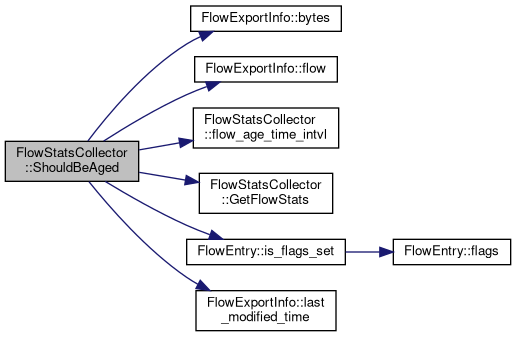 FlowExportInfo::bytes
FlowExportInfo::flow
FlowStatsCollector
::flow_age_time_intvl
FlowStatsCollector
::ShouldBeAged
FlowStatsCollector
::GetFlowStats
FlowEntry::is_flags_set
FlowEntry::flags
FlowExportInfo::last
_modified_time